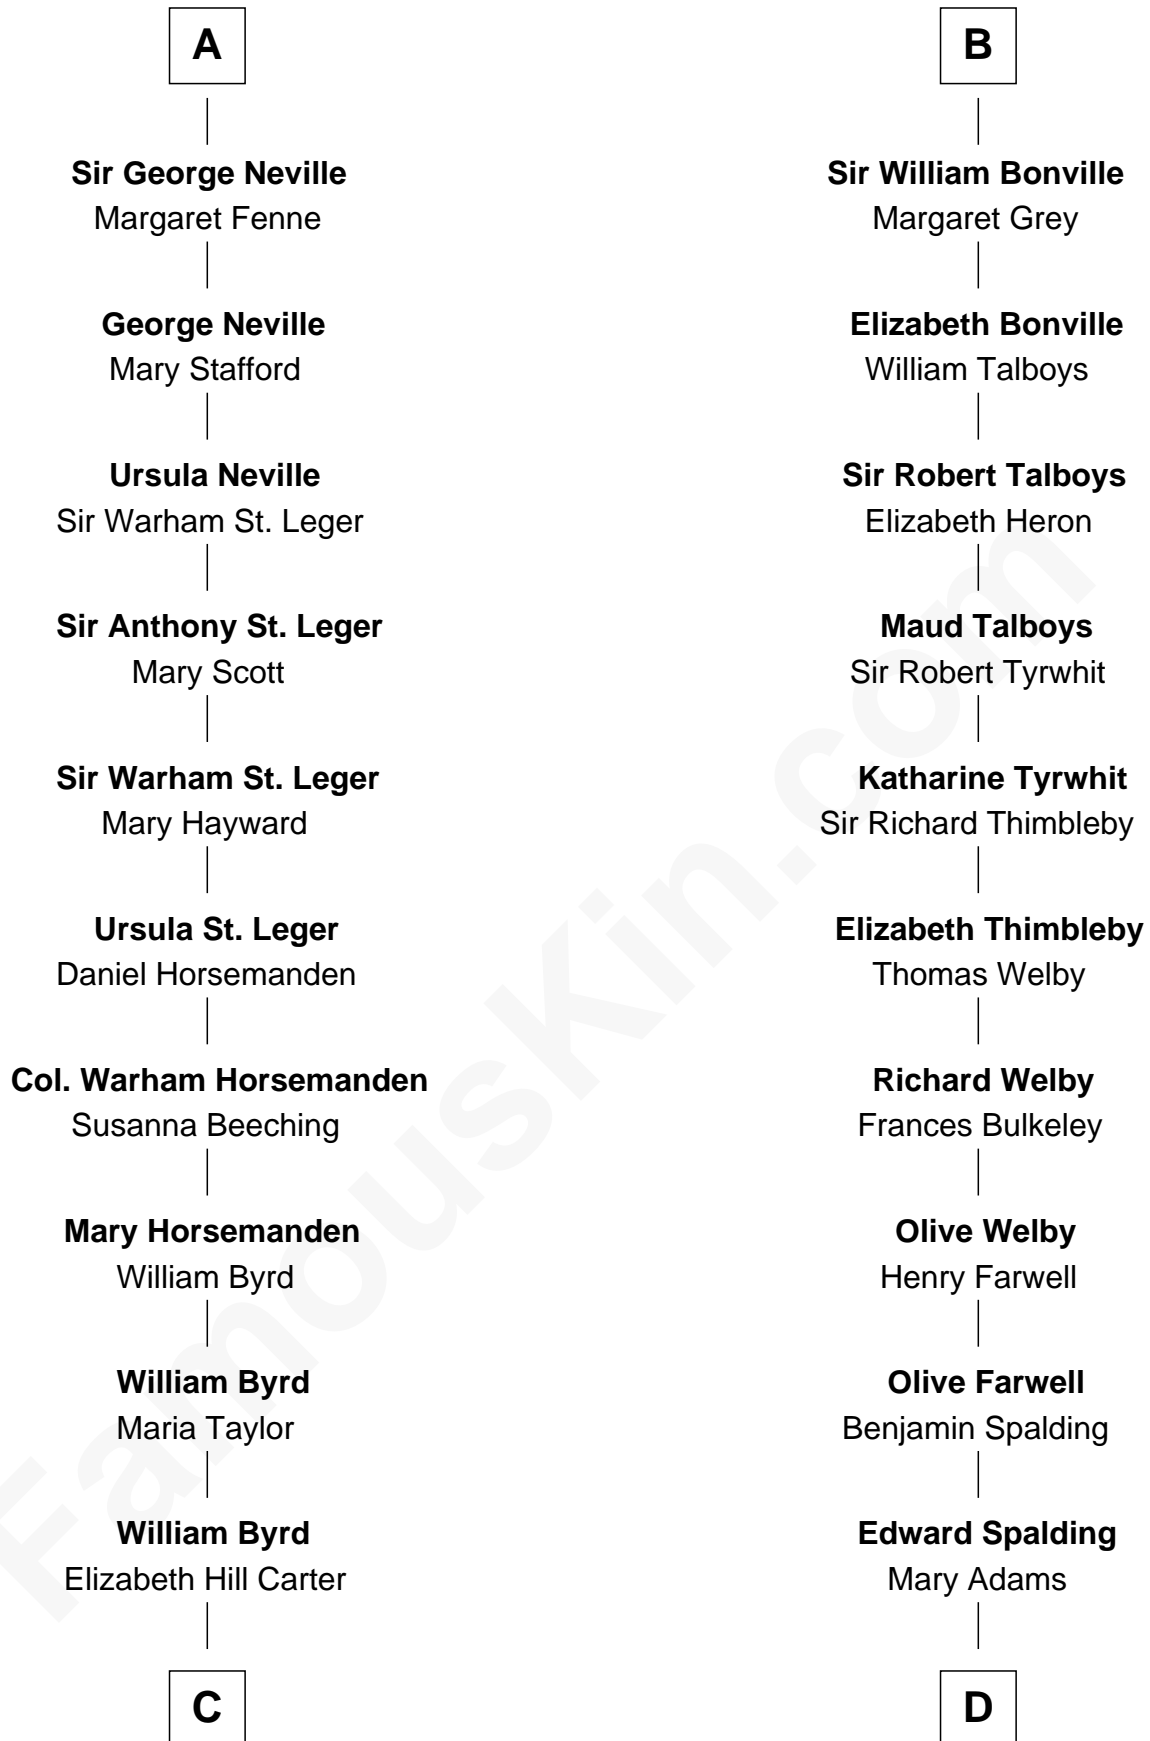 A
Sir George Neville
Margaret Fenne
George Neville
Mary Stafford
Ursula Neville
Sir Warham St. Leger
Sir Anthony St. Leger
Mary Scott
Sir Warham St. Leger
Mary Hayward
Ursula St. Leger
Daniel Horsemanden
Col. Warham Horsemanden
Susanna Beeching
Mary Horsemanden
William Byrd
William Byrd
Maria Taylor
William Byrd
Elizabeth Hill Carter
C
B
Sir William Bonville
Margaret Grey
Elizabeth Bonville
William Talboys
Sir Robert Talboys
Elizabeth Heron
Maud Talboys
Sir Robert Tyrwhit
Katharine Tyrwhit
Sir Richard Thimbleby
Elizabeth Thimbleby
Thomas Welby
Richard Welby
Frances Bulkeley
Olive Welby
Henry Farwell
Olive Farwell
Benjamin Spalding
Edward Spalding
Mary Adams
D
FamousKin.com